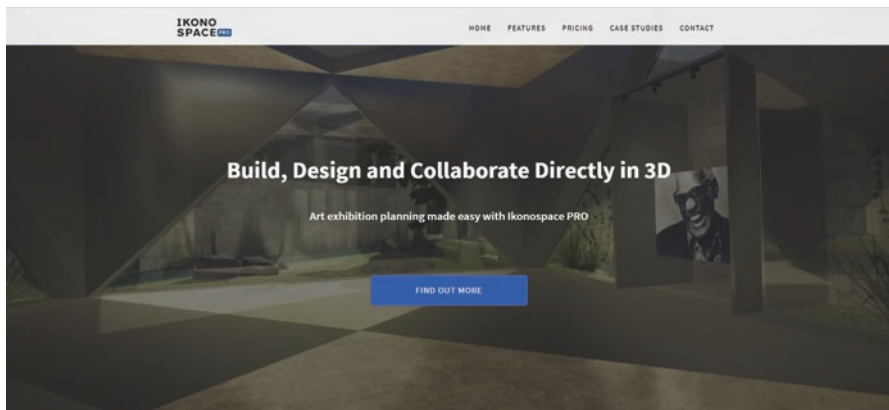 IKONO
SPACE PRO
HOME FEATURES PRICING CASE STUDIES CONTACT
Build, Design and Collaborate Directly in 3D
Art exhibition planning made easy with Ikonospace PRO
FIND OUT MORE